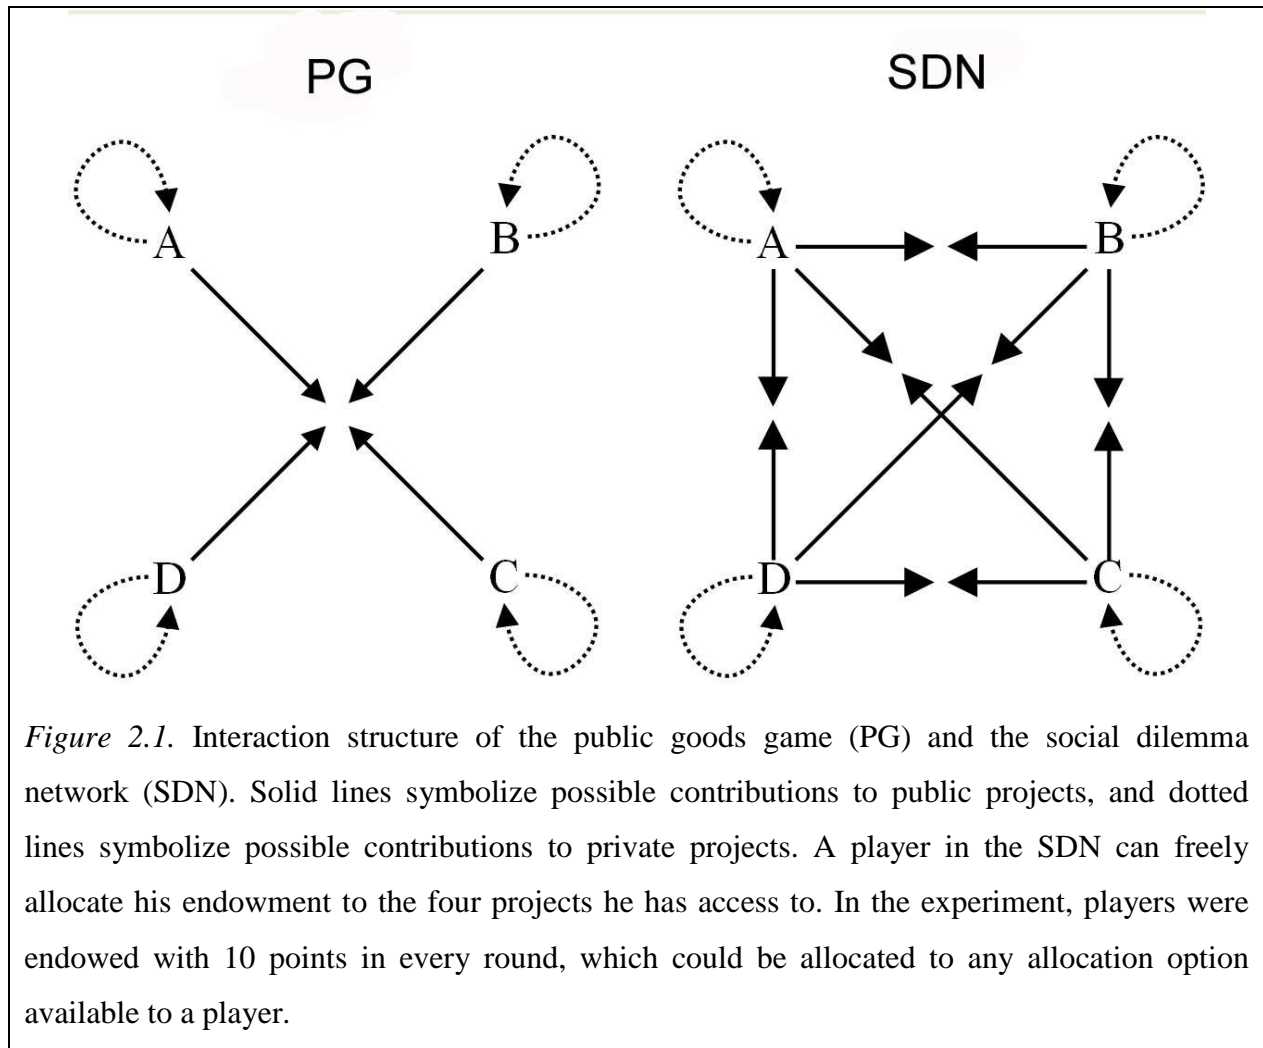 PG
SDN
A
B
A
B
D
C
D
C
Figure 2.1. Interaction structure of the public goods game (PG) and the social dilemma
network (SDN). Solid lines symbolize possible contributions to public projects, and dotted
lines symbolize possible contributions to private projects. A player in the SDN can freely
allocate his endowment to the four projects he has access to. In the experiment, players were
endowed with 10 points in every round, which could be allocated to any allocation option
available to a player.